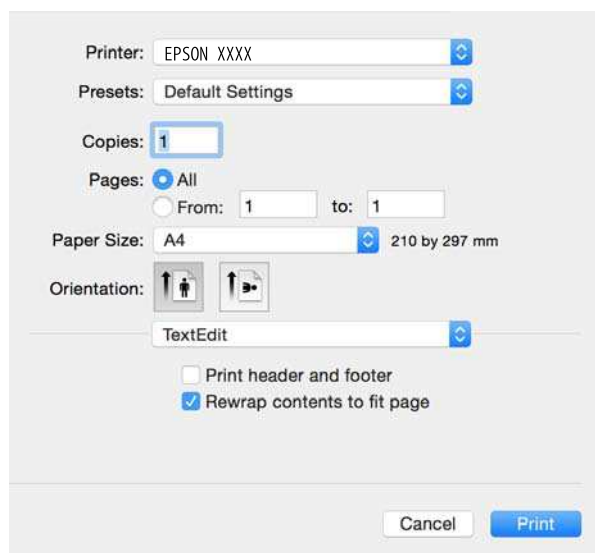 Printer: EPSON XXXX
Presets: Default Settings
Copies: 1
Pages: All
From: 1 to: 1
Paper Size: A4 210 by 297 mm
Orientation:
TextEdit
Print header and footer
Rewrap contents to fit page
Cancel Print